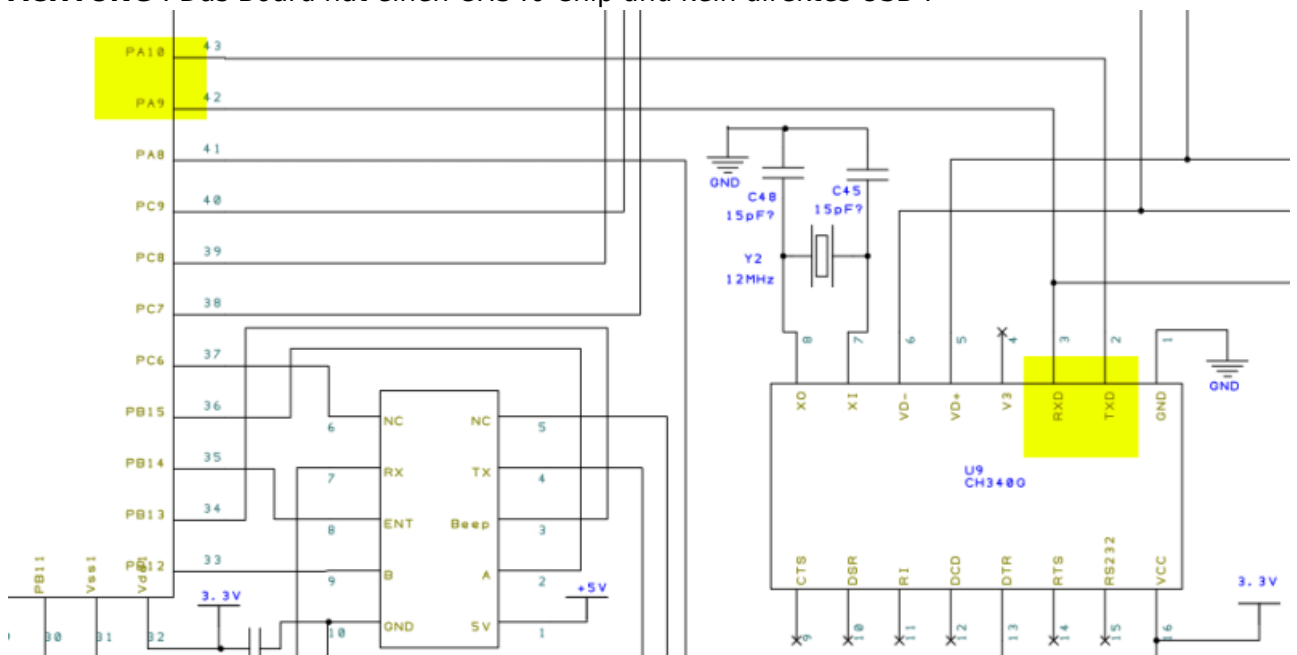 PA10 43
PA9 42
PA8 41
PC9 40
PC8 39
PC7 38
PC6 37
PB15 36
PB14 35
PB13 34
PB12 33
PB11 Vss1 Vdd1
30 31 32
3.3V
NC NC
6 5
RX TX
7 4
ENT Beep
8 3
B A
9 2
GND 5V
10 1
+5V
GND
C48 C45
15pF? 15pF?
Y2
12MHz
8 7 6 5 4 3 2 1
XO XI VD- VD+ V3 RXD TXD GND
GND
U9
CH340G
CTS DSR RI DCD DTR RTS RS232 VCC
9 10 11 12 13 14 15 16
3.3V